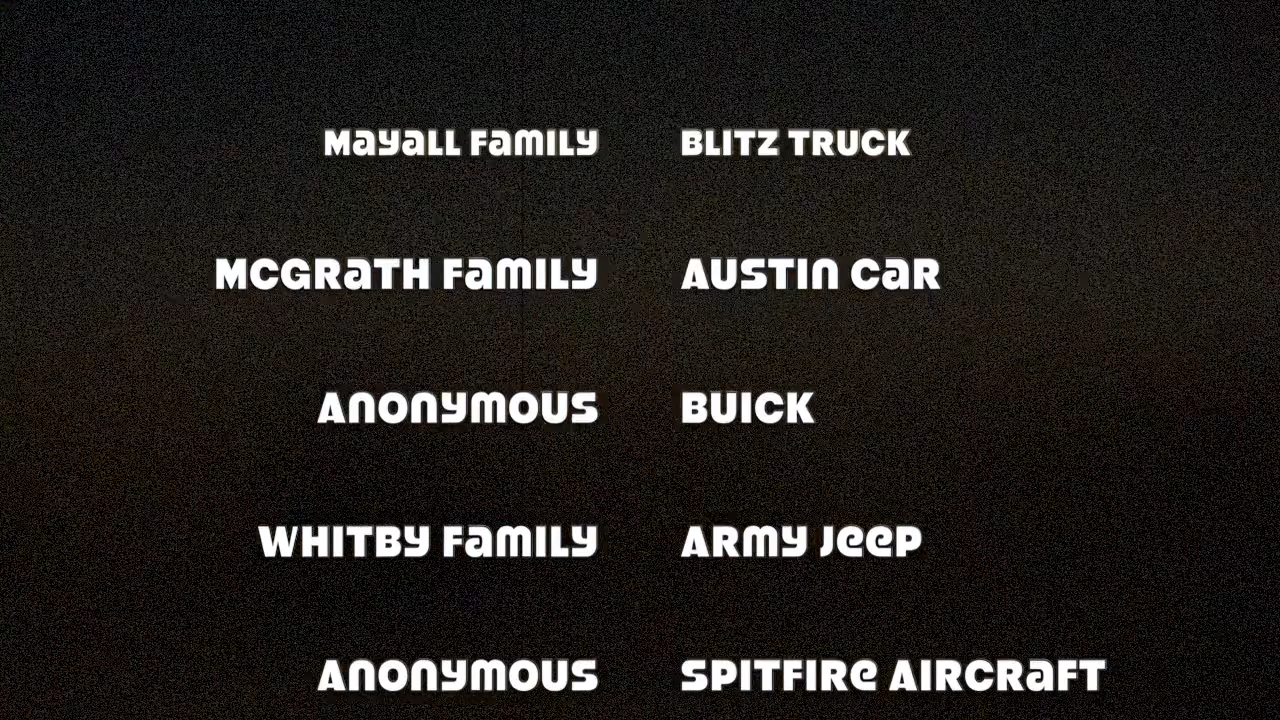 Mayall Family BLITZ TRUCK
McGrath Family Austin Car
Anonymous Buick
Whitby Family Army Jeep
Anonymous Spitfire Aircraft